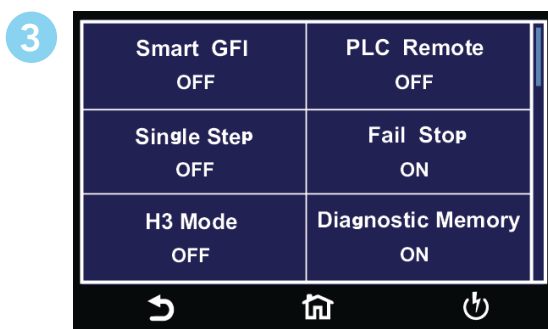 3
Smart GFI
OFF
PLC Remote
OFF
Single Step
OFF
Fail Stop
ON
H3 Mode
OFF
Diagnostic Memory
ON